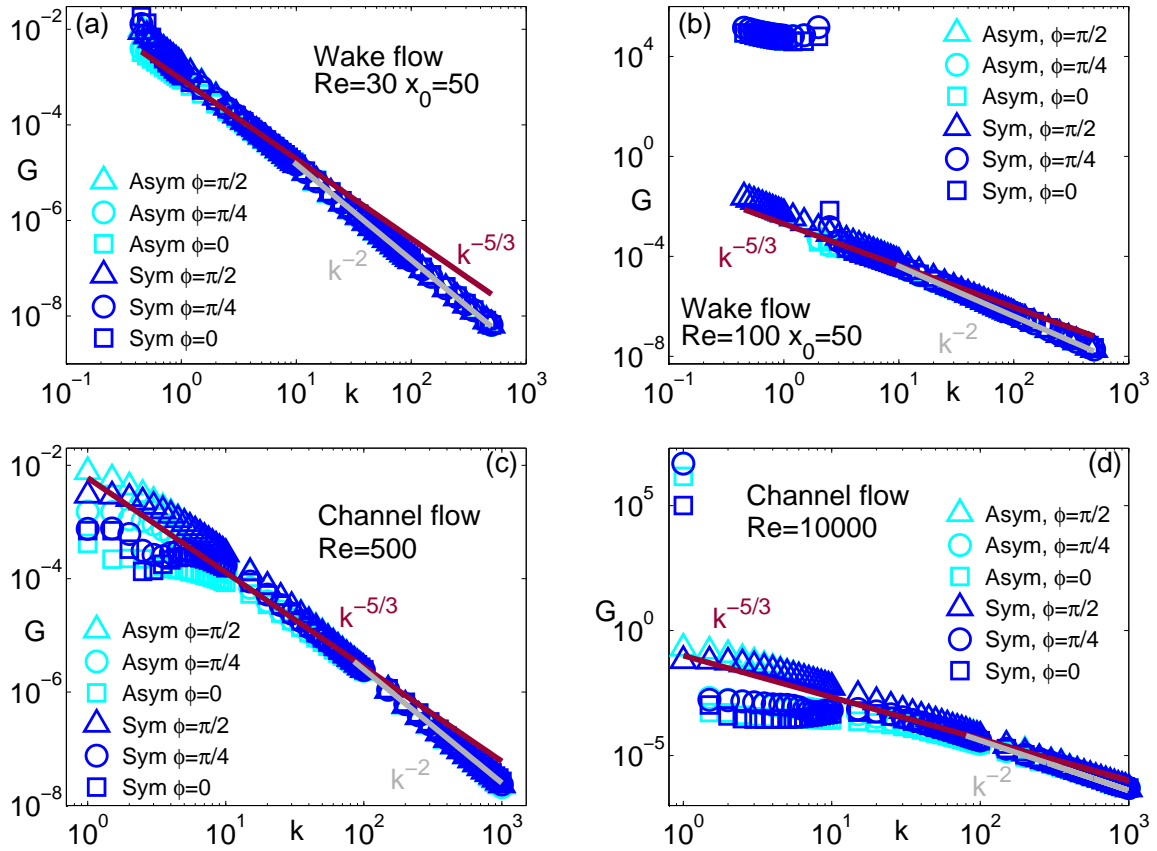 (a)
Wake flow
Re=30 x_0=50
G
10^{-2}
10^{-4}
10^{-6}
10^{-8}
Asym ϕ=π/2
Asym ϕ=π/4
Asym ϕ=0
Sym ϕ=π/2
Sym ϕ=π/4
Sym ϕ=0
k^{-5/3}
k^{-2}
10^{-1}
10^0
k
10^1
10^2
10^3
(b)
10^4
10^0
G
10^{-4}
10^{-8}
Asym, ϕ=π/2
Asym, ϕ=π/4
Asym, ϕ=0
Sym, ϕ=π/2
Sym, ϕ=π/4
Sym, ϕ=0
k^{-5/3}
Wake flow
Re=100 x_0=50
k^{-2}
10^{-1}
10^0
k
10^1
10^2
10^3
(c)
Channel flow
Re=500
10^{-2}
10^{-4}
G
10^{-6}
10^{-8}
k^{-5/3}
Asym ϕ=π/2
Asym ϕ=π/4
Asym ϕ=0
Sym ϕ=π/2
Sym ϕ=π/4
Sym ϕ=0
k^{-2}
10^0
10^1
k
10^2
10^3
(d)
Channel flow
Re=10000
10^5
G
10^0
10^{-5}
Asym, ϕ=π/2
Asym, ϕ=π/4
Asym, ϕ=0
Sym, ϕ=π/2
Sym, ϕ=π/4
Sym, ϕ=0
k^{-5/3}
k^{-2}
10^0
10^1
k
10^2
10^3